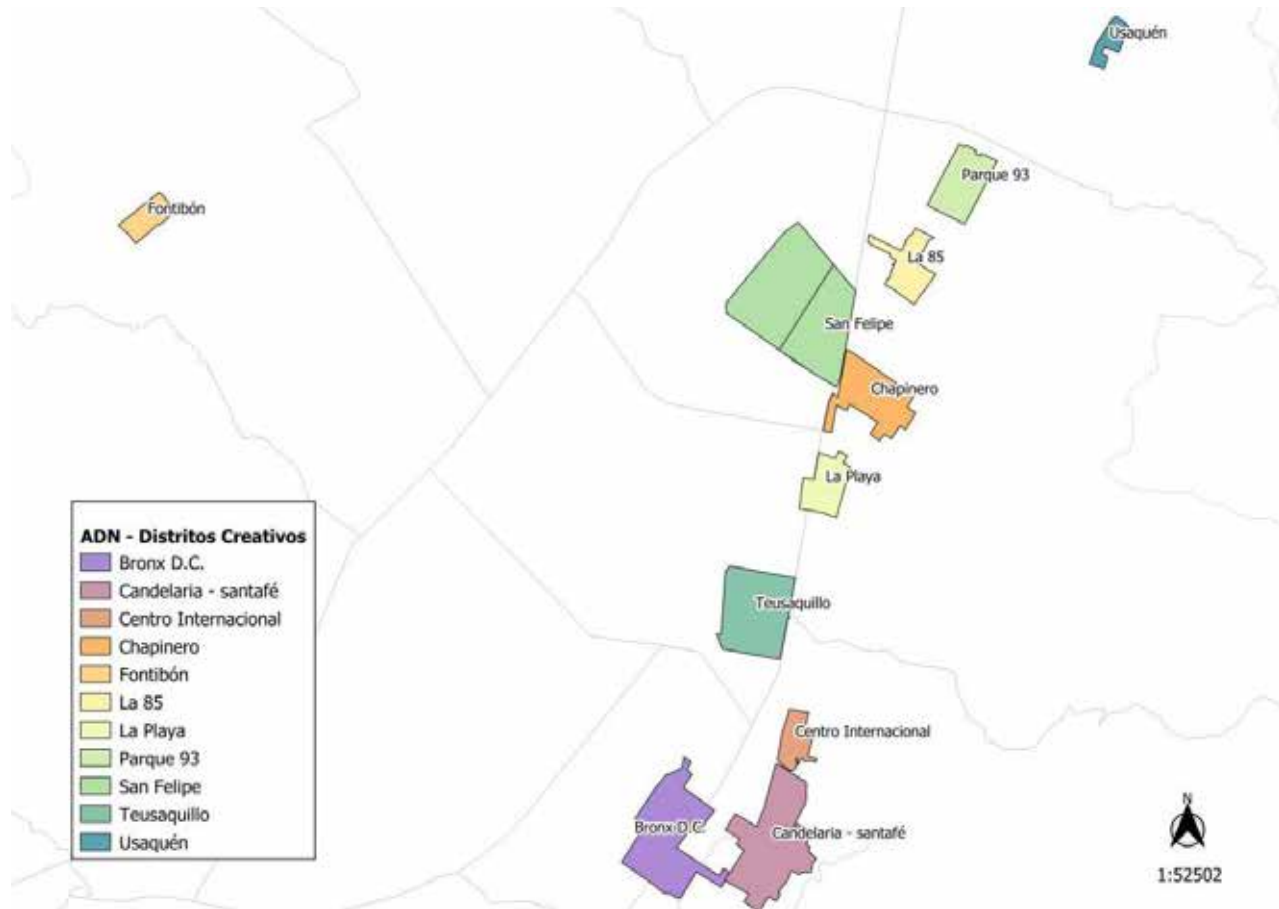 Usaquén
Parque 93
Fontibón
La 85
San Felipe
Chapinero
La Playa
Teusaquillo
Centro Internacional
Bronx D.C.
Candelaria - santafé
ADN - Distritos Creativos
Bronx D.C.
Candelaria - santafé
Centro Internacional
Chapinero
Fontibón
La 85
La Playa
Parque 93
San Felipe
Teusaquillo
Usaquén
N
1:52502